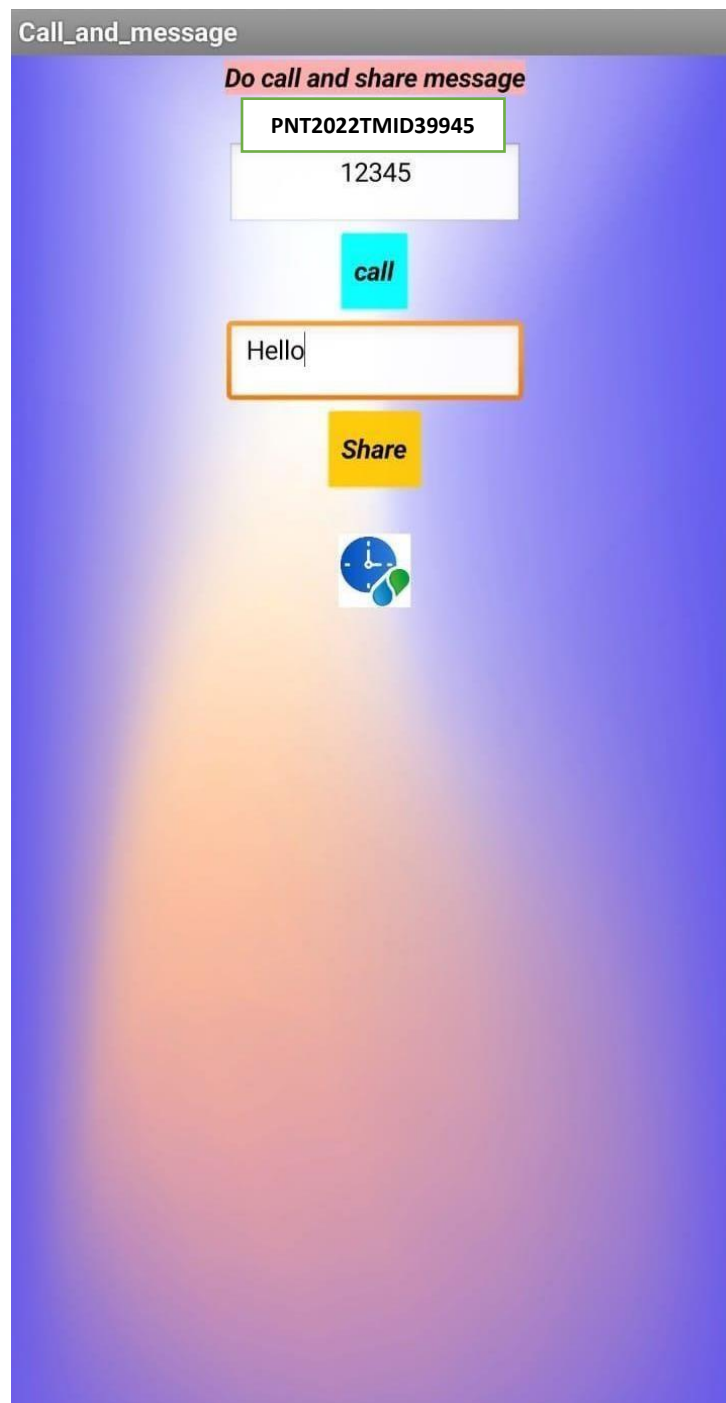 Call_and_message
Do call and share message
PNT2022TMID39945
12345
call
Hello
Share